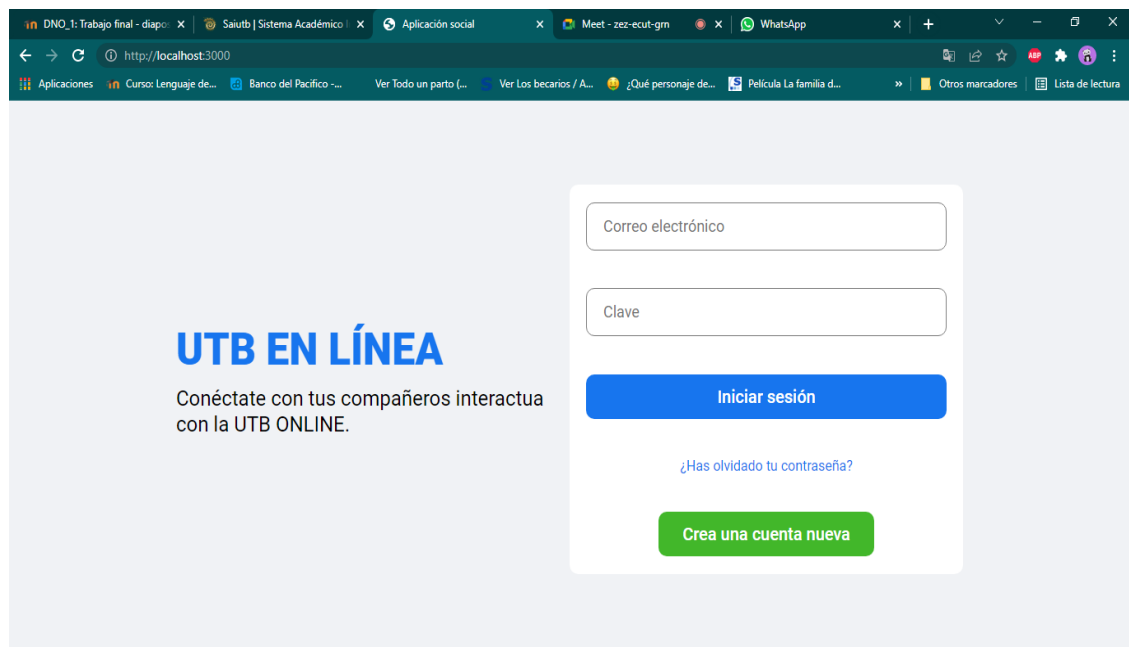 DNO_1: Trabajo final - diapos
Saiutb | Sistema Académico I
Aplicación social
Meet - zez-ecut-grn
WhatsApp
http://localhost:3000
ABP
Aplicaciones
Curso: Lenguaje de...
Banco del Pacifico -...
Ver Todo un parto (...
Ver Los becarios / A...
¿Qué personaje de...
Película La familia d...
»
Otros marcadores
Lista de lectura
Correo electrónico
Clave
UTB EN LÍNEA
Conéctate con tus compañeros interactua
con la UTB ONLINE.
Iniciar sesión
¿Has olvidado tu contraseña?
Crea una cuenta nueva